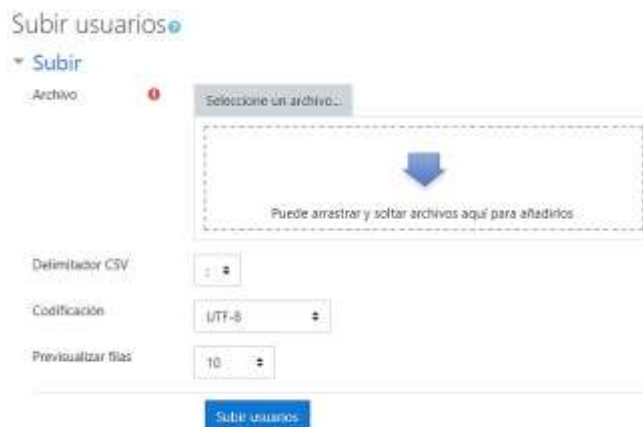 Subir usuarios
Subir
Archivo
Seleccione un archivo...
Puede arrastrar y soltar archivos aquí para añadirlos
Delimitador CSV
Codificación
UTF-8
Previsualizar filas
10
Subir usuarios